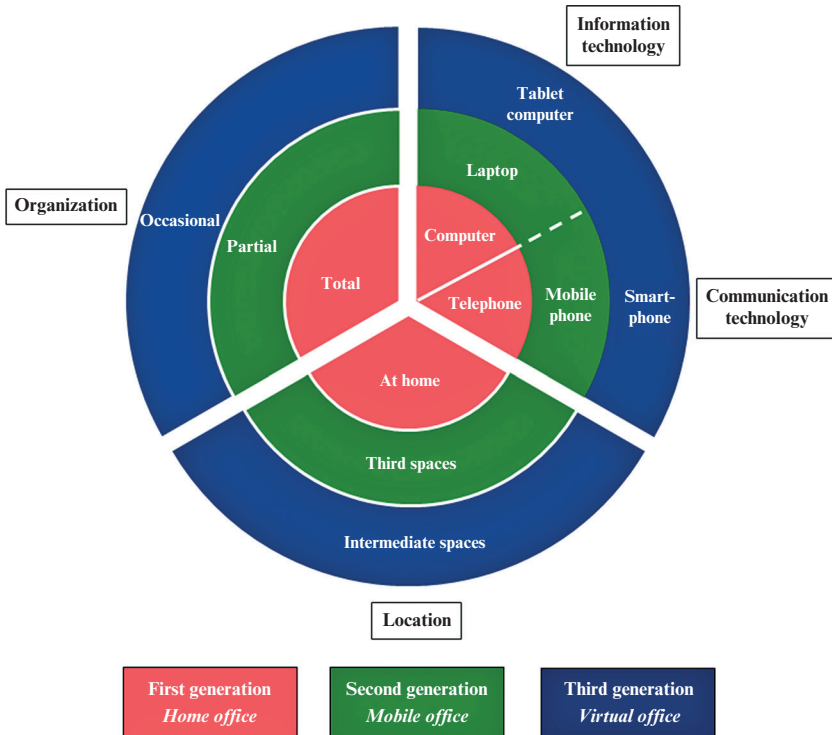 Information
technology
Tablet
computer
Laptop
Organization
Occasional
Partial
Computer
Total
Telephone
Mobile
phone
Smart-
phone
Communication
technology
At home
Third spaces
Intermediate spaces
Location
First generation
Home office
Second generation
Mobile office
Third generation
Virtual office